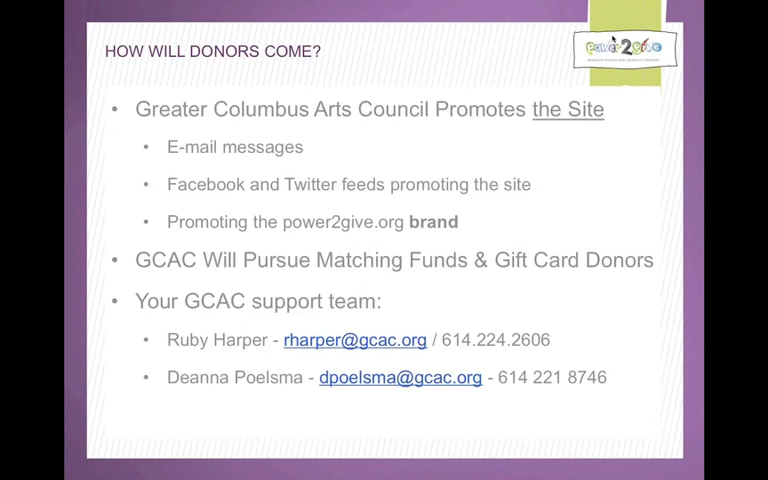 HOW WILL DONORS COME?
power2give
• Greater Columbus Arts Council Promotes the Site
• E-mail messages
• Facebook and Twitter feeds promoting the site
• Promoting the power2give.org brand
• GCAC Will Pursue Matching Funds & Gift Card Donors
• Your GCAC support team:
• Ruby Harper - rharper@gcac.org / 614.224.2606
• Deanna Poelsma - dpoelsma@gcac.org - 614 221 8746